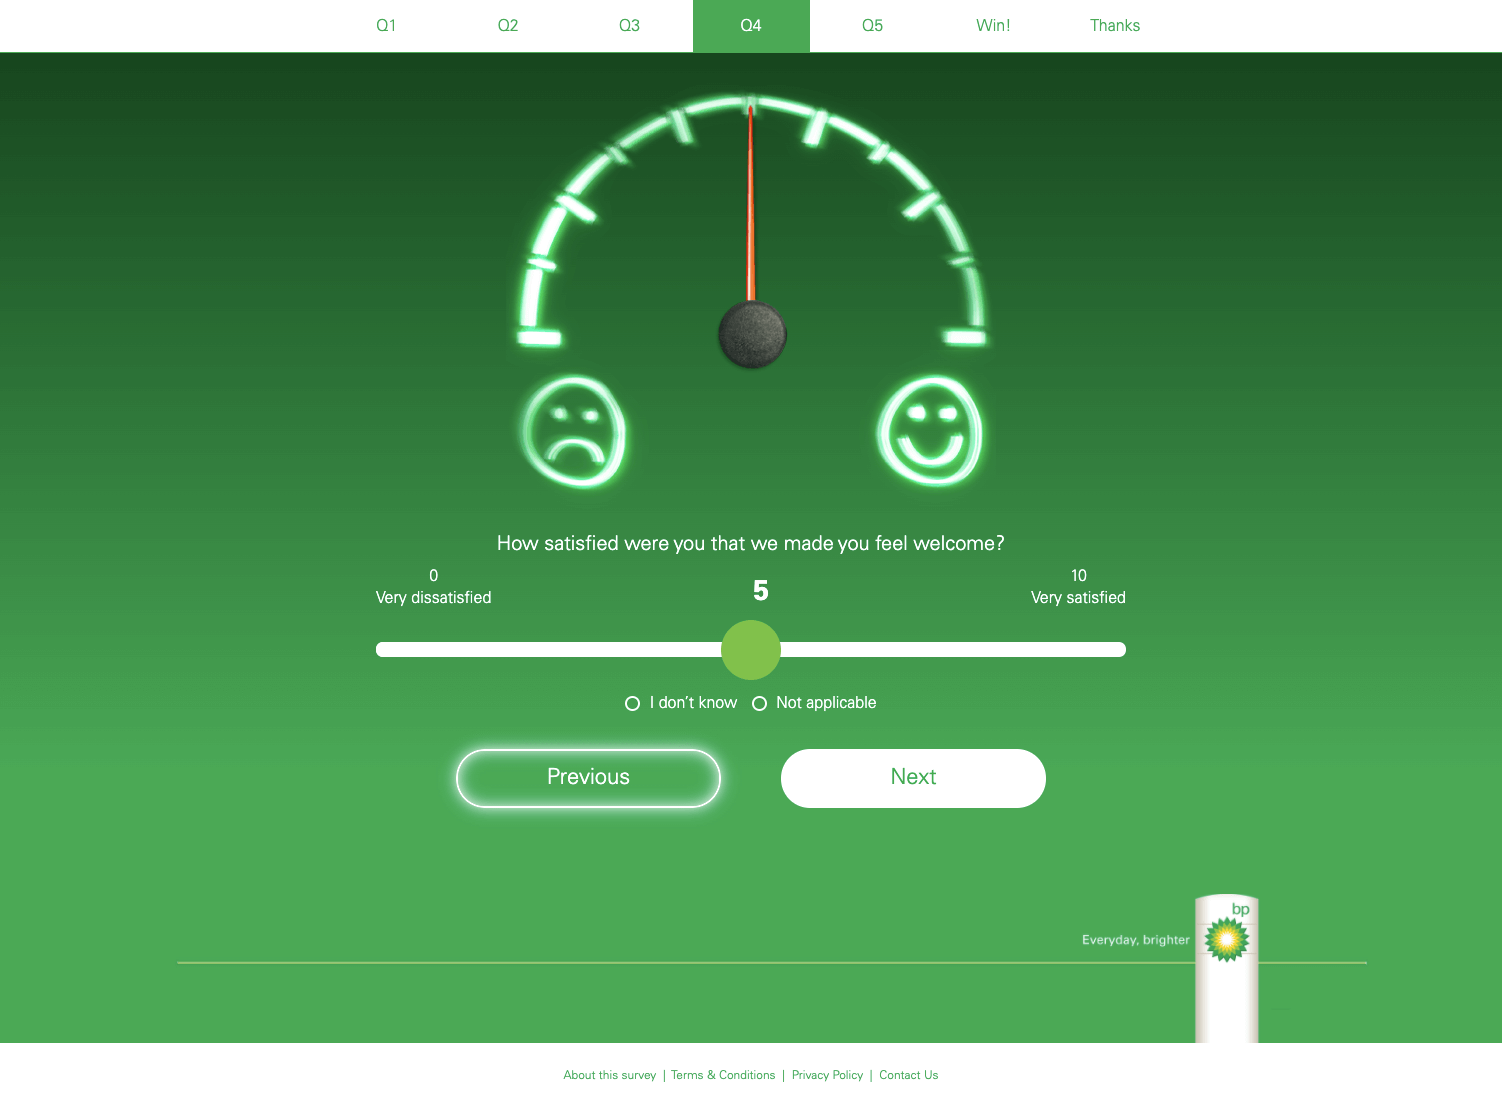 Q1 Q2 Q3 Q4 Q5 Win! Thanks
How satisfied were you that we made you feel welcome?
0 5 10
Very dissatisfied Very satisfied
I don't know Not applicable
Previous Next
bp
Everyday, brighter
About this survey | Terms & Conditions | Privacy Policy | Contact Us